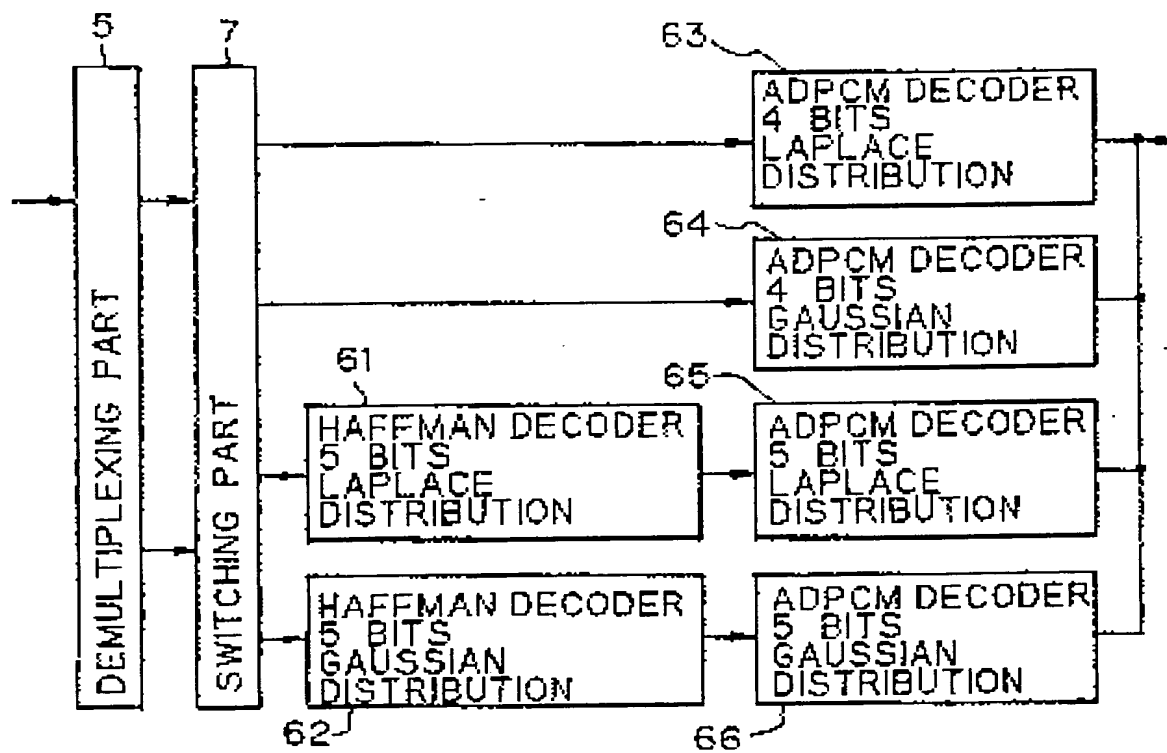 5
7
DEMULTIPLEXING PART
SWITCHING PART
63
ADPCM DECODER
4 BITS
LAPLACE
DISTRIBUTION
64
ADPCM DECODER
4 BITS
GAUSSIAN
DISTRIBUTION
61
HAFFMAN DECODER
5 BITS
LAPLACE
DISTRIBUTION
65
ADPCM DECODER
5 BITS
LAPLACE
DISTRIBUTION
HAFFMAN DECODER
5 BITS
GAUSSIAN
DISTRIBUTION
62
ADPCM DECODER
5 BITS
GAUSSIAN
DISTRIBUTION
66